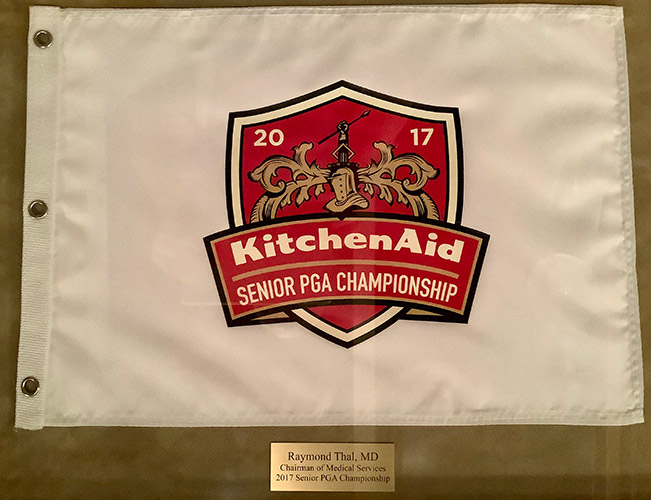 20 17
KitchenAid
SENIOR PGA CHAMPIONSHIP
Raymond Thal, MD
Chairman of Medical Services
2017 Senior PGA Championship